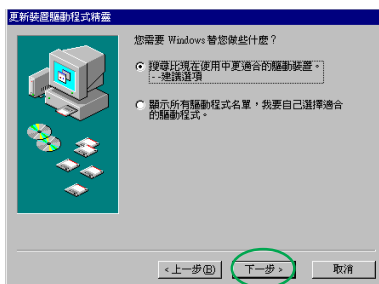 更新裝置驅動程式精靈
您需要 Windows 替您做些什麼？
搜尋比現在使用中更適合的驅動裝置。
--建議選項
顯示所有驅動程式名單，我要自己選擇適合
的驅動程式。
<上一步(B)
下一步>
取消